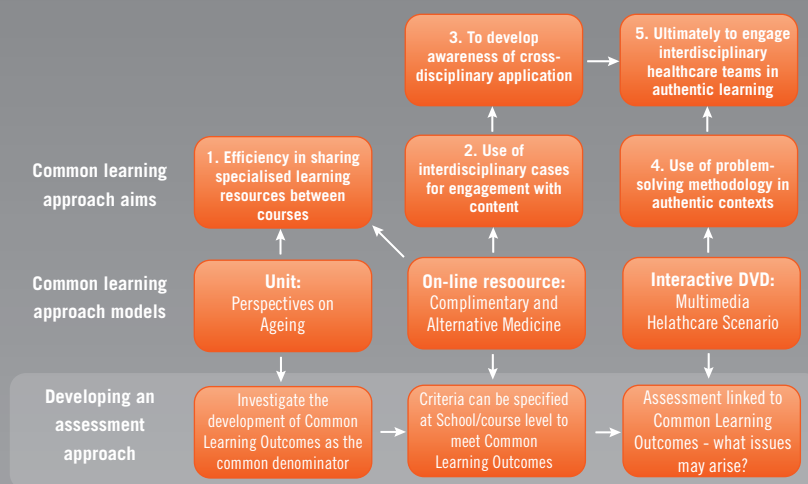 3. To develop
awareness of cross-
disciplinary application
5. Ultimately to engage
interdisciplinary
healthcare teams in
authentic learning
Common learning
approach aims
1. Efficiency in sharing
specialised learning
resources between
courses
2. Use of
interdisciplinary cases
for engagement with
content
4. Use of problem-
solving methodology in
authentic contexts
Common learning
approach models
Unit:
Perspectives on
Ageing
On-line resoource:
Complimentary and
Alternative Medicine
Interactive DVD:
Multimedia
Helathcare Scenario
Developing an
assessment
approach
Investigate the
development of Common
Learning Outcomes as the
common denominator
Criteria can be specified
at School/course level to
meet Common
Learning Outcomes
Assessment linked to
Common Learning
Outcomes - what issues
may arise?